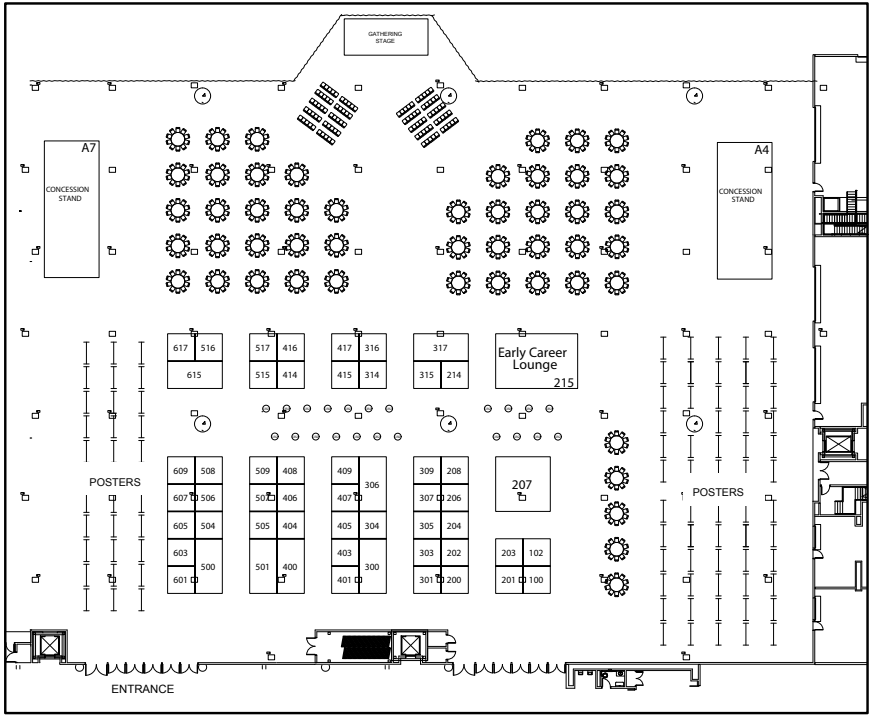 GATHERING
STAGE
A7
A4
CONCESSION
STAND
CONCESSION
STAND
617 516
517 416
417 316
317
Early Career
Lounge
215
615
515 414
415 314
315 214
609 508
509 408
409
306
309 208
207
POSTERS
POSTERS
607 506
507 406
407
307 206
605 504
505 404
405 304
305 204
603
500
501 400
403
300
303 202
203 102
601
401
301 200
201 100
ENTRANCE